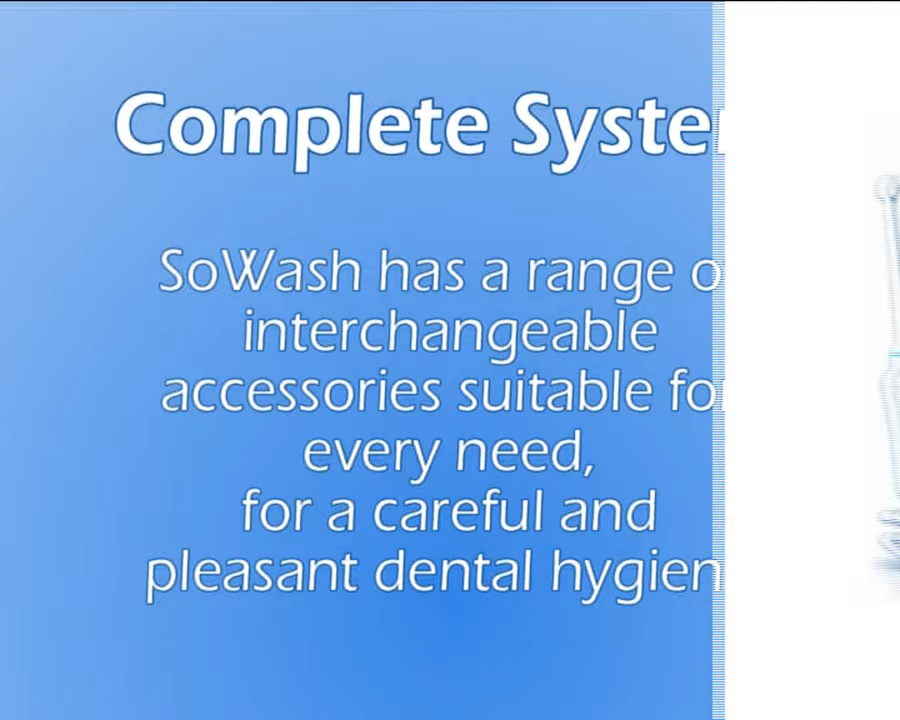 Complete Syste
SoWash has a range o
interchangeable
accessories suitable fo
every need,
for a careful and
pleasant dental hygien